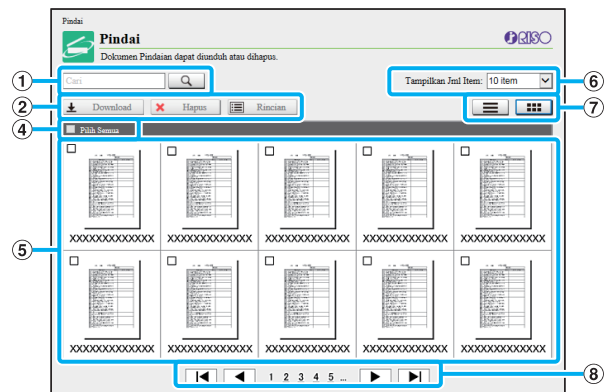 Pindai
Pindai
RISO
Dokumen Pindaian dapat diunduh atau dihapus.
1
Cari
Tampilkan Jml Item: 10 item
6
2
Download
Hapus
Rincian
7
4
Pilih Semua
5
XXXXXXXXXXXXX XXXXXXXXXXXXX XXXXXXXXXXXXX XXXXXXXXXXXXX XXXXXXXXXXXXX
XXXXXXXXXXXXX XXXXXXXXXXXXX XXXXXXXXXXXXX XXXXXXXXXXXXX XXXXXXXXXXXXX
1 2 3 4 5 ...
8